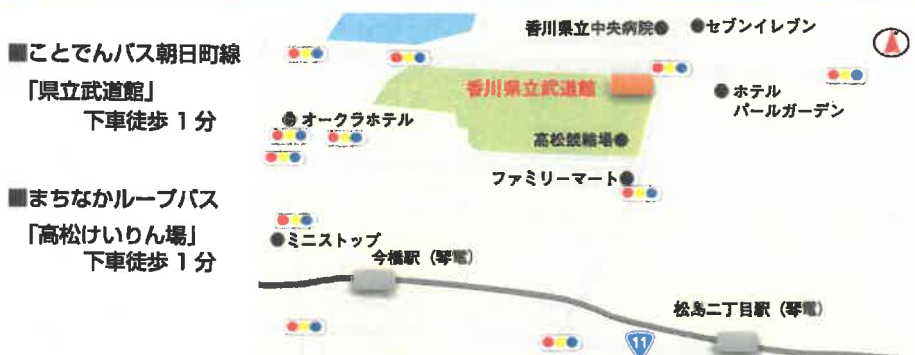 ■ことでんバス朝日町線
「県立武道館」
下車徒歩 1 分
■まちなかループバス
「高松けいりん場」
下車徒歩 1 分
香川県立中央病院
セブンイレブン
香川県立武道館
ホテル
パールガーデン
オークラホテル
高松競輪場
ファミリーマート
ミニストップ
今橋駅（琴電）
松島二丁目駅（琴電）
11